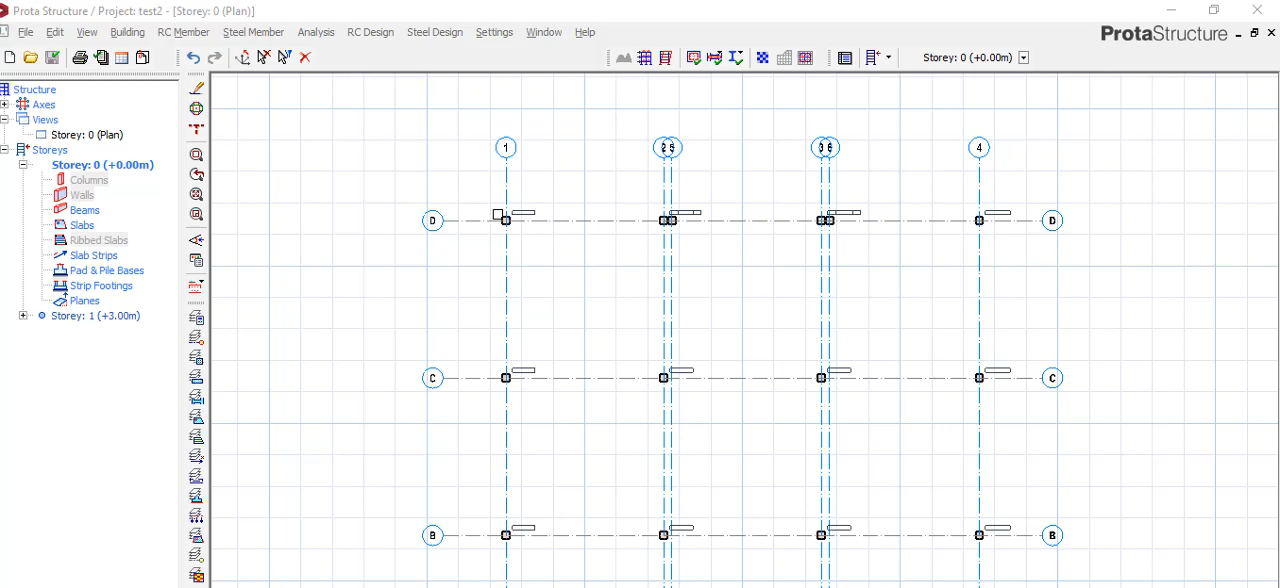 Prota Structure / Project: test2 - [Storey: 0 (Plan)]
File Edit View Building RC Member Steel Member Analysis RC Design Steel Design Settings Window Help
ProtaStructure
Storey: 0 (+0.00m)
Structure
Axes
Views
Storey: 0 (Plan)
Storeys
Storey: 0 (+0.00m)
Columns
Walls
Beams
Slabs
Ribbed Slabs
Slab Strips
Pad & Pile Bases
Strip Footings
Planes
Storey: 1 (+3.00m)
1 4
D D
C C
B B